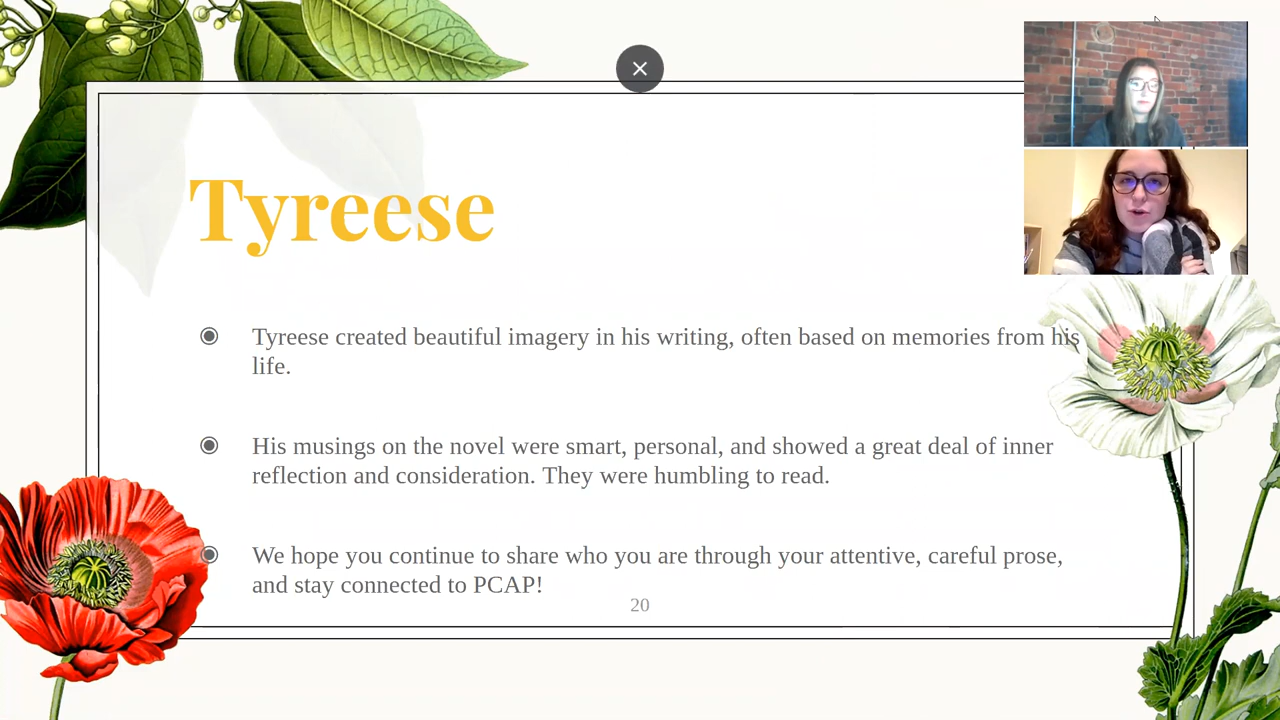 Tyreese
Tyreese created beautiful imagery in his writing, often based on memories from his
life.
His musings on the novel were smart, personal, and showed a great deal of inner
reflection and consideration. They were humbling to read.
We hope you continue to share who you are through your attentive, careful prose,
and stay connected to PCAP!
20